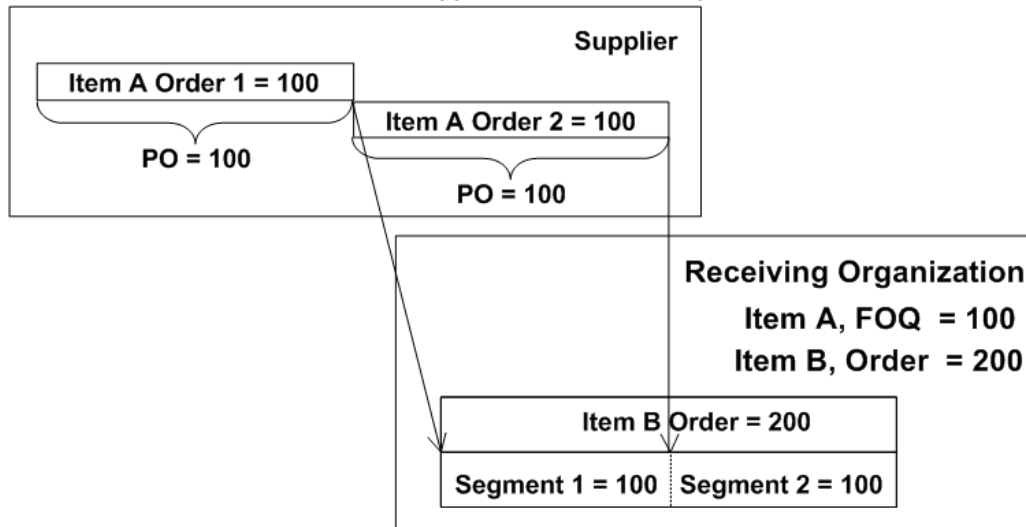 Supplier
Item A Order 1 = 100
Item A Order 2 = 100
PO = 100
PO = 100
Receiving Organization
Item A, FOQ = 100
Item B, Order = 200
Item B Order = 200
Segment 1 = 100
Segment 2 = 100